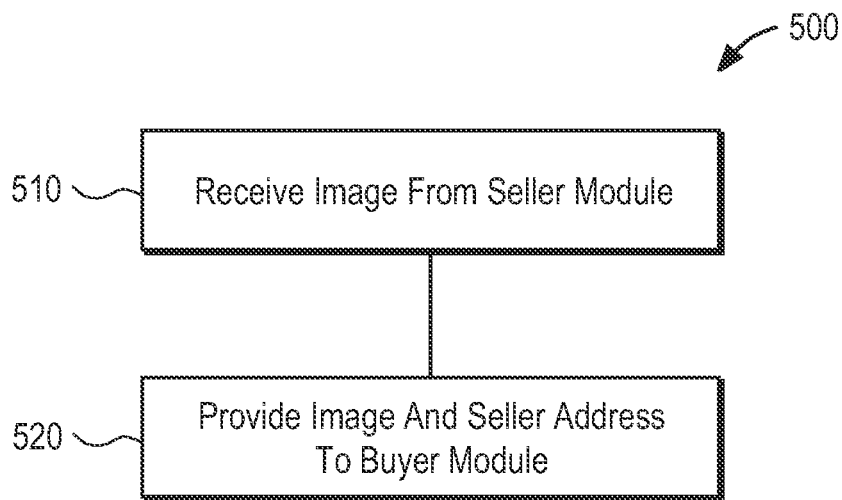 500
510
Receive Image From Seller Module
520
Provide Image And Seller Address
To Buyer Module